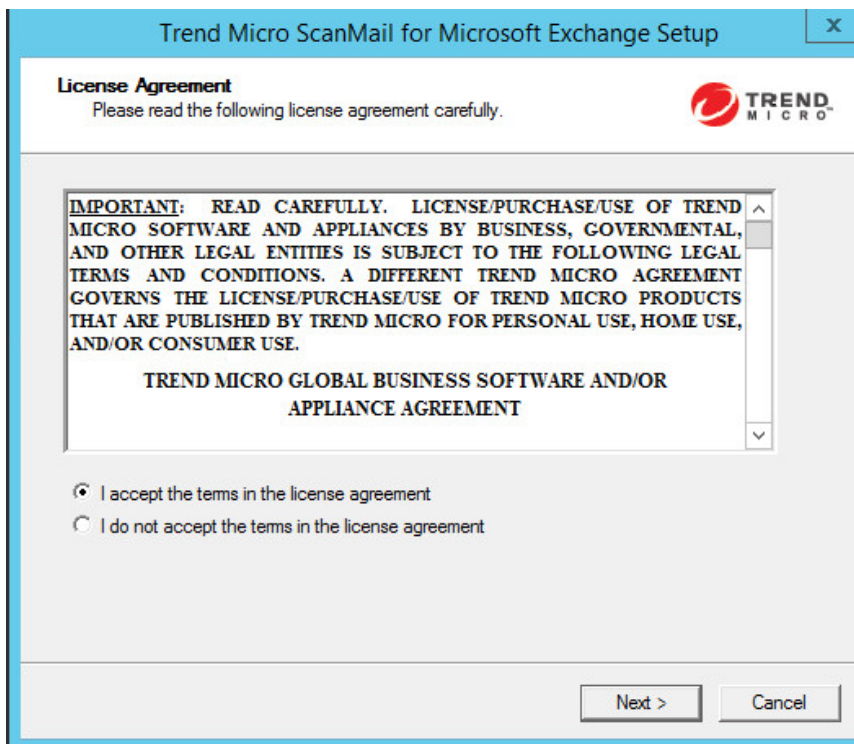 Trend Micro ScanMail for Microsoft Exchange Setup
x
License Agreement
Please read the following license agreement carefully.
TREND
MICRO™
IMPORTANT: READ CAREFULLY. LICENSE/PURCHASE/USE OF TREND
MICRO SOFTWARE AND APPLIANCES BY BUSINESS, GOVERNMENTAL,
AND OTHER LEGAL ENTITIES IS SUBJECT TO THE FOLLOWING LEGAL
TERMS AND CONDITIONS. A DIFFERENT TREND MICRO AGREEMENT
GOVERNS THE LICENSE/PURCHASE/USE OF TREND MICRO PRODUCTS
THAT ARE PUBLISHED BY TREND MICRO FOR PERSONAL USE, HOME USE,
AND/OR CONSUMER USE.
TREND MICRO GLOBAL BUSINESS SOFTWARE AND/OR
APPLIANCE AGREEMENT
I accept the terms in the license agreement
I do not accept the terms in the license agreement
Next >
Cancel